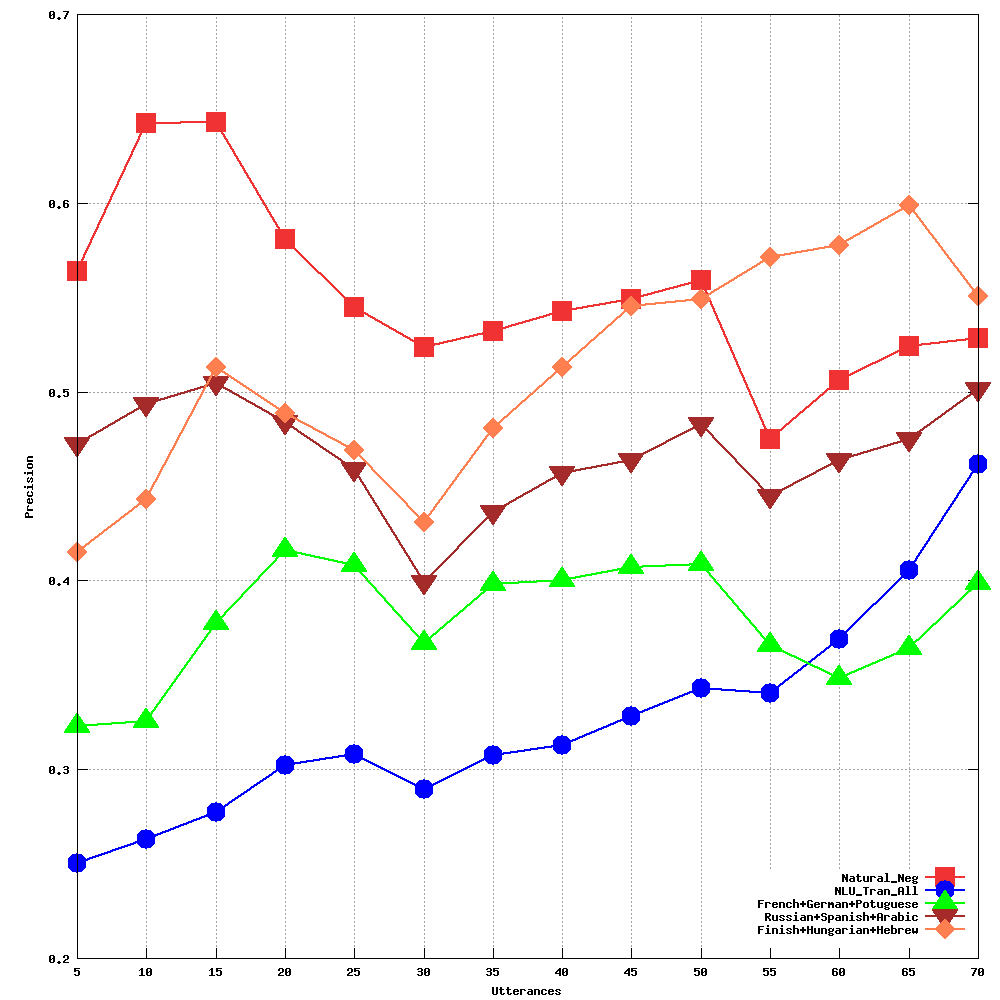 0.7
0.6
0.5
0.4
0.3
0.2
Precision
5 10 15 20 25 30 35 40 45 50 55 60 65 70
Utterances
Natural_Neg
NLU_Tran_All
French+German+Potuguese
Russian+Spanish+Arabic
Finish+Hungarian+Hebrew